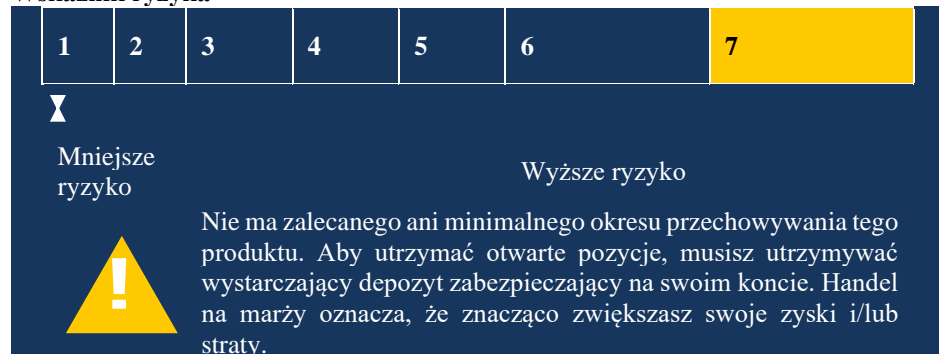 Wskaźnik ryzyka
1 2 3 4 5 6 7
Mniejsze
ryzyko
Wyższe ryzyko
Nie ma zalecanego ani minimalnego okresu przechowywania tego
produktu. Aby utrzymać otwarte pozycje, musisz utrzymywać
wystarczający depozyt zabezpieczający na swoim koncie. Handel
na marży oznacza, że znacząco zwiększasz swoje zyski i/lub
straty.